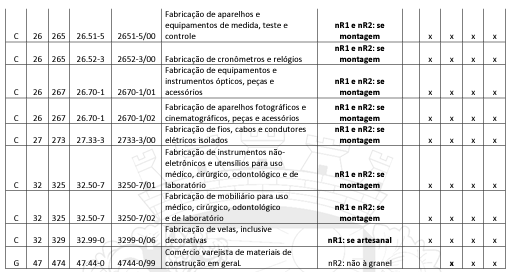 Fabricação de aparelhos e
equipamentos de medida, teste e nR1 e nR2: se
C 26 265 26.51-5 2651-5/00 controle montagem x x x x
nR1 e nR2: se
C 26 265 26.52-3 2652-3/00 Fabricação de cronômetros e relógios montagem x x x x
Fabricação de equipamentos e
instrumentos ópticos, peças e nR1 e nR2: se
C 26 267 26.70-1 2670-1/01 acessórios montagem x x x x
Fabricação de aparelhos fotográficos e nR1 e nR2: se
C 26 267 26.70-1 2670-1/02 cinematográficos, peças e acessórios montagem x x x x
Fabricação de fios, cabos e condutores nR1 e nR2: se
C 27 273 27.33-3 2733-3/00 elétricos isolados montagem x x x x
Fabricação de instrumentos não-
eletrônicos e utensílios para uso
médico, cirúrgico, odontológico e de nR1 e nR2: se
C 32 325 32.50-7 3250-7/01 laboratório montagem x x x x
Fabricação de mobiliário para uso
médico, cirúrgico, odontológico nR1 e nR2: se
C 32 325 32.50-7 3250-7/02 e de laboratório montagem x x x x
Fabricação de velas, inclusive
C 32 329 32.99-0 3299-0/06 decorativas nR1: se artesanal x x x x
Comércio varejista de materiais de
G 47 474 47.44-0 4744-0/99 construção em geraL nR2: não à granel x x x